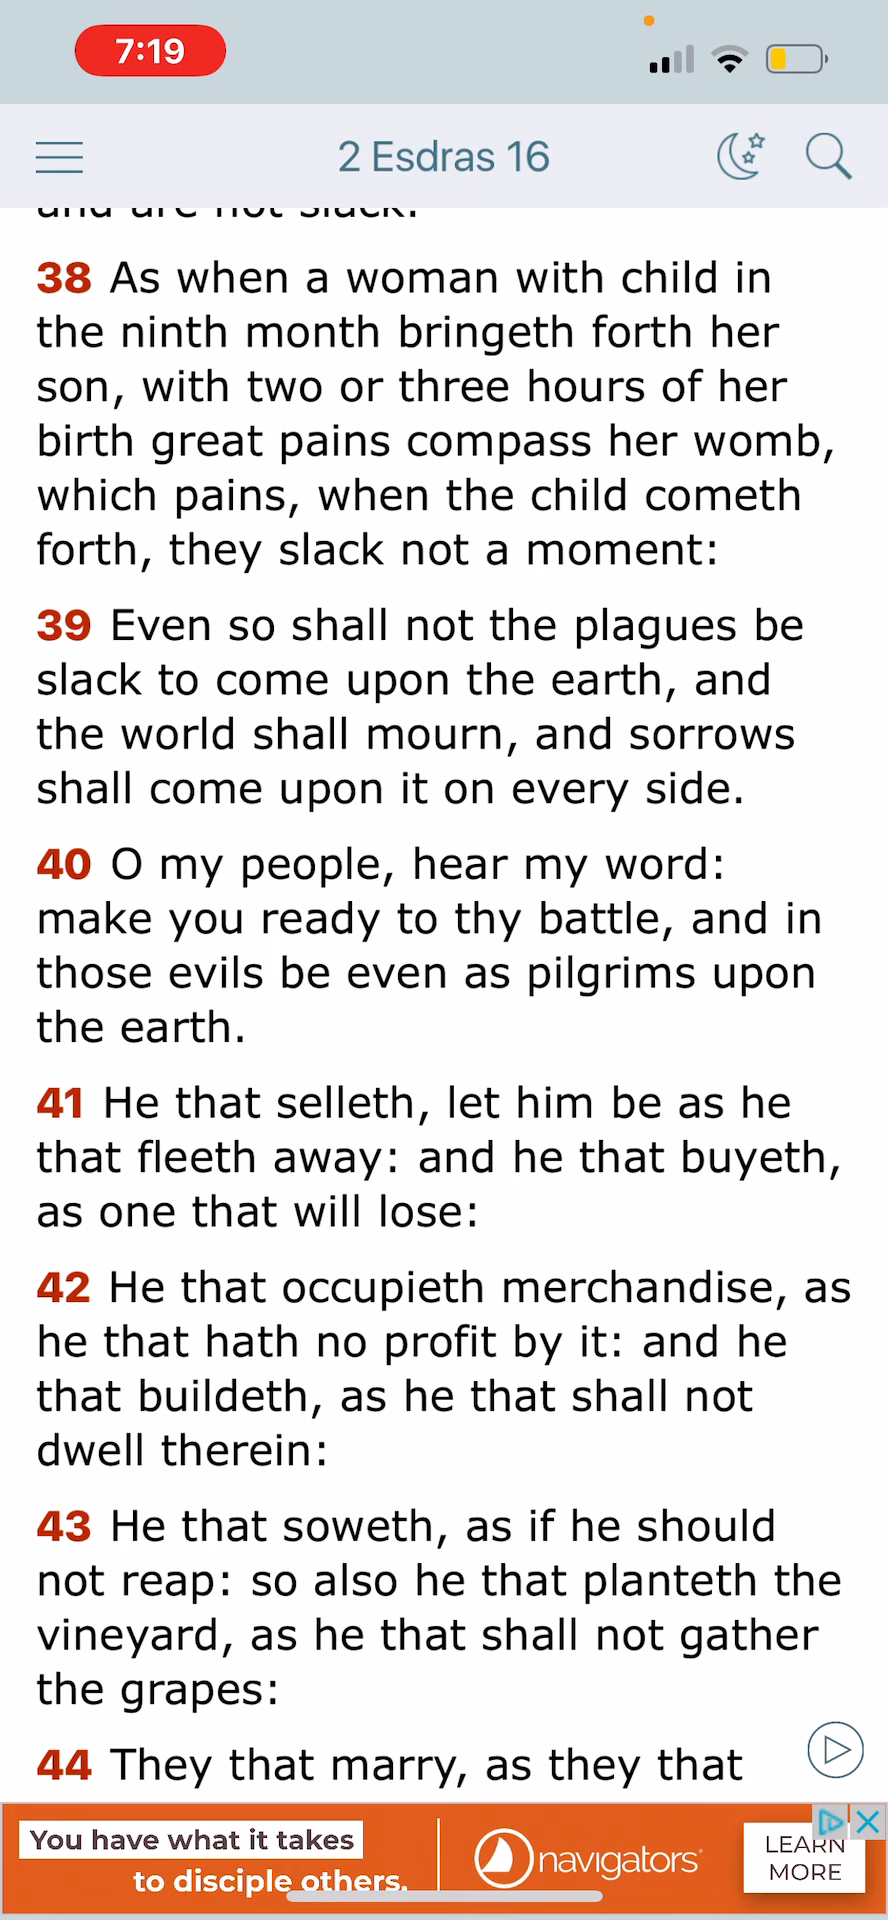 7:19
2 Esdras 16
and are not slack.
38 As when a woman with child in
the ninth month bringeth forth her
son, with two or three hours of her
birth great pains compass her womb,
which pains, when the child cometh
forth, they slack not a moment:
39 Even so shall not the plagues be
slack to come upon the earth, and
the world shall mourn, and sorrows
shall come upon it on every side.
40 O my people, hear my word:
make you ready to thy battle, and in
those evils be even as pilgrims upon
the earth.
41 He that selleth, let him be as he
that fleeth away: and he that buyeth,
as one that will lose:
42 He that occupieth merchandise, as
he that hath no profit by it: and he
that buildeth, as he that shall not
dwell therein:
43 He that soweth, as if he should
not reap: so also he that planteth the
vineyard, as he that shall not gather
the grapes:
44 They that marry, as they that
You have what it takes
to disciple others.
navigators
LEARN
MORE